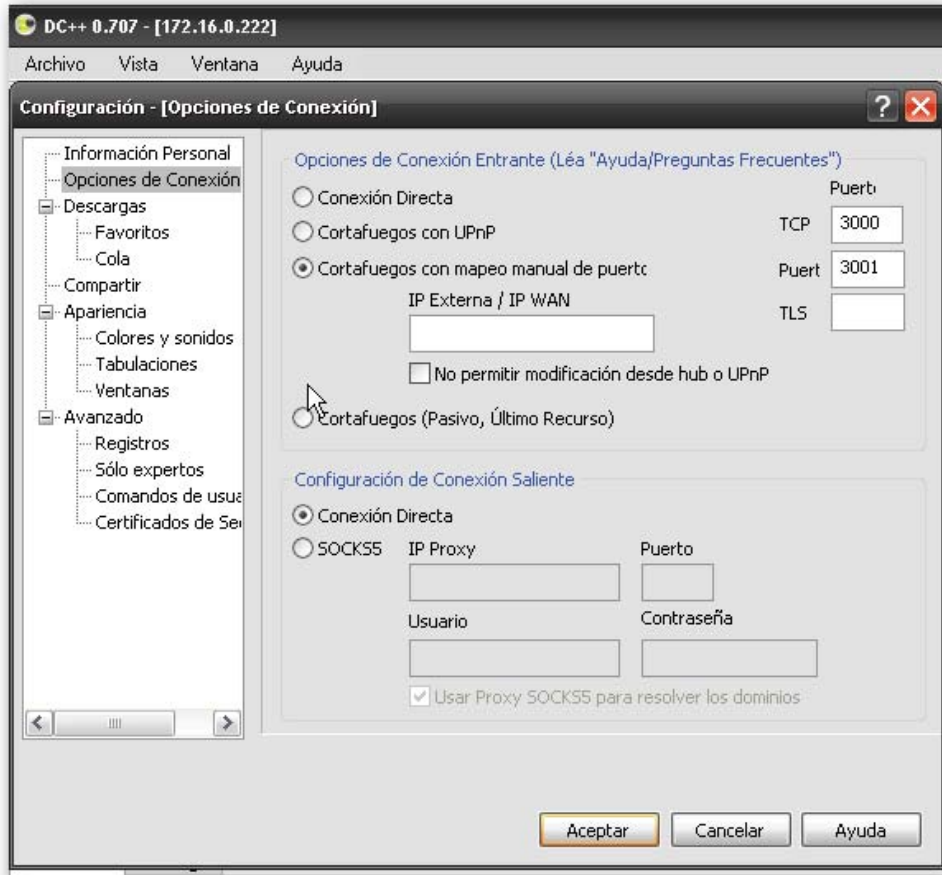 DC++ 0.707 - [172.16.0.222]
Archivo Vista Ventana Ayuda
Configuración - [Opciones de Conexión]
Información Personal
Opciones de Conexión
Descargas
Favoritos
Cola
Compartir
Apariencia
Colores y sonidos
Tabulaciones
Ventanas
Avanzado
Registros
Sólo expertos
Comandos de usua
Certificados de Se
Opciones de Conexión Entrante (Léa "Ayuda/Preguntas Frecuentes")
Conexión Directa
Cortafuegos con UPnP
Cortafuegos con mapeo manual de puerto
IP Externa / IP WAN
No permitir modificación desde hub o UPnP
Cortafuegos (Pasivo, Último Recurso)
Puerto
TCP 3000
Puert 3001
TLS
Configuración de Conexión Saliente
Conexión Directa
SOCKS5 IP Proxy Puerto
Usuario Contraseña
Usar Proxy SOCKS5 para resolver los dominios
Aceptar Cancelar Ayuda